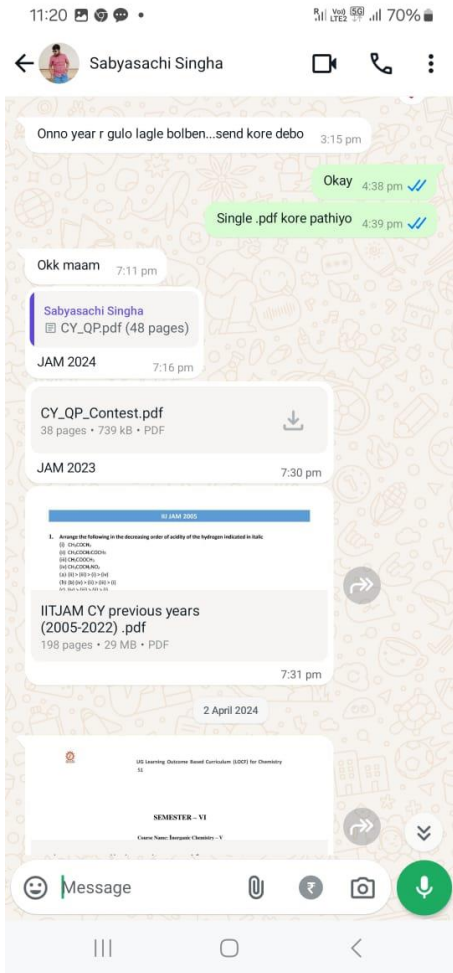 11:20
VoLTE2 5G 70%
Sabyasachi Singha
Onno year r gulo lagle bolben...send kore debo 3:15 pm
Okay 4:38 pm
Single .pdf kore pathiyo 4:39 pm
Okk maam 7:11 pm
Sabyasachi Singha
CY_QP.pdf (48 pages)
JAM 2024 7:16 pm
CY_QP_Contest.pdf
38 pages • 739 kB • PDF
JAM 2023 7:30 pm
IIT JAM 2005
1. Arrange the following in the decreasing order of acidity of the hydrogen indicated in italic
IITJAM CY previous years
(2005-2022) .pdf
198 pages • 29 MB • PDF
7:31 pm
2 April 2024
UG Learning Outcome Based Curriculum (LOCF) for Chemistry
SEMESTER – VI
Course Name: Inorganic Chemistry – V
Message